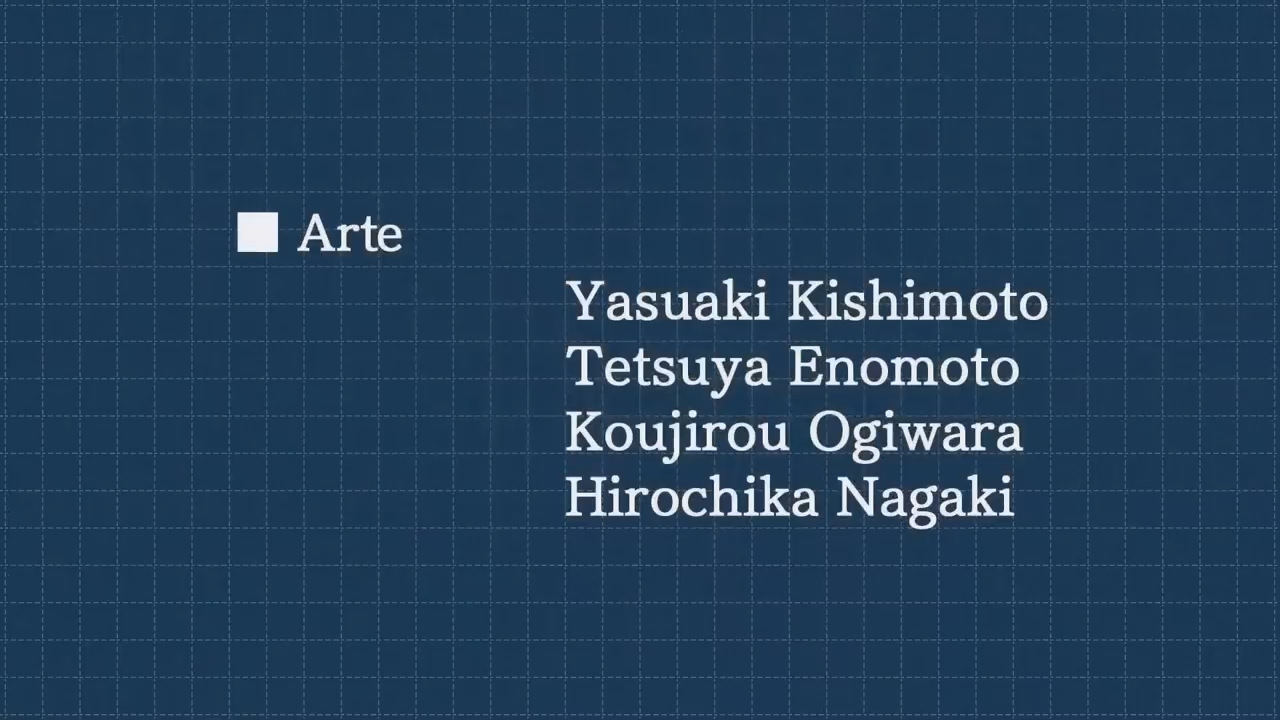 ■ Arte
Yasuaki Kishimoto
Tetsuya Enomoto
Koujirou Ogiwara
Hirochika Nagaki